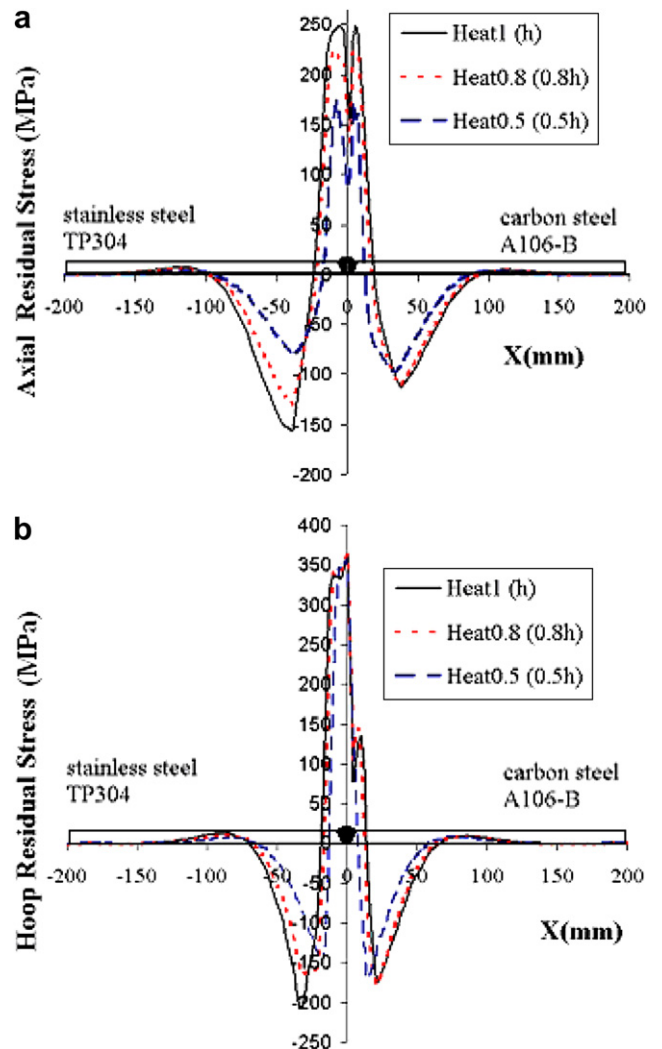 a
Axial Residual Stress (MPa)
250
200
150
100
50
0
-50
-100
-150
-200
Heat1 (h)
Heat0.8 (0.8h)
Heat0.5 (0.5h)
stainless steel
TP304
carbon steel
A106-B
-200 -150 -100 -50 0 50 100 150 200
X(mm)
b
Hoop Residual Stress (MPa)
400
350
300
250
200
150
100
50
0
-50
-100
-150
-200
-250
Heat1 (h)
Heat0.8 (0.8h)
Heat0.5 (0.5h)
stainless steel
TP304
carbon steel
A106-B
-200 -150 -100 -50 0 50 100 150 200
X(mm)